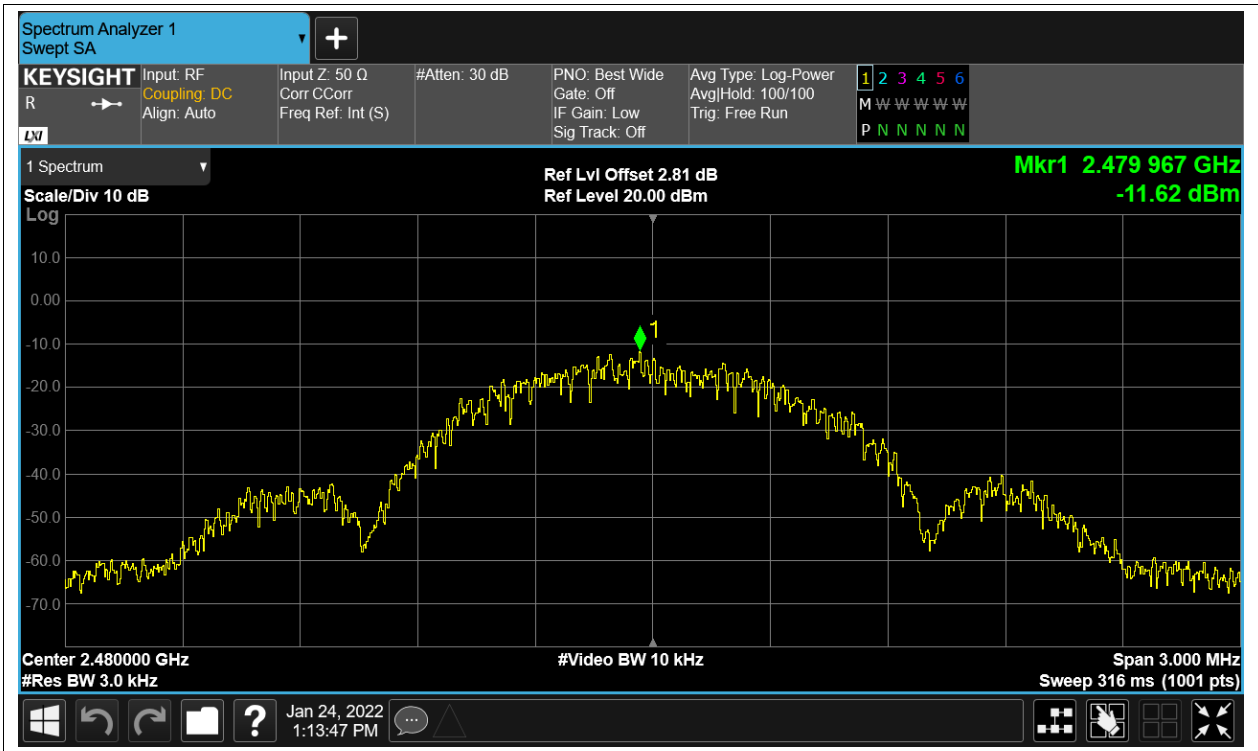 Spectrum Analyzer 1
Swept SA
KEYSIGHT
R
LXI
Input: RF
Coupling: DC
Align: Auto
Input Z: 50 Ω
Corr CCorr
Freq Ref: Int (S)
#Atten: 30 dB
PNO: Best Wide
Gate: Off
IF Gain: Low
Sig Track: Off
Avg Type: Log-Power
Avg|Hold: 100/100
Trig: Free Run
1 2 3 4 5 6
M W W W W W W
P N N N N N N
1 Spectrum
Scale/Div 10 dB
Log
Ref Lvl Offset 2.81 dB
Ref Level 20.00 dBm
Mkr1 2.479 967 GHz
-11.62 dBm
10.0
0.00
1
-10.0
-20.0
-30.0
-40.0
-50.0
-60.0
-70.0
Center 2.480000 GHz
#Video BW 10 kHz
Span 3.000 MHz
#Res BW 3.0 kHz
Sweep 316 ms (1001 pts)
?
Jan 24, 2022
1:13:47 PM